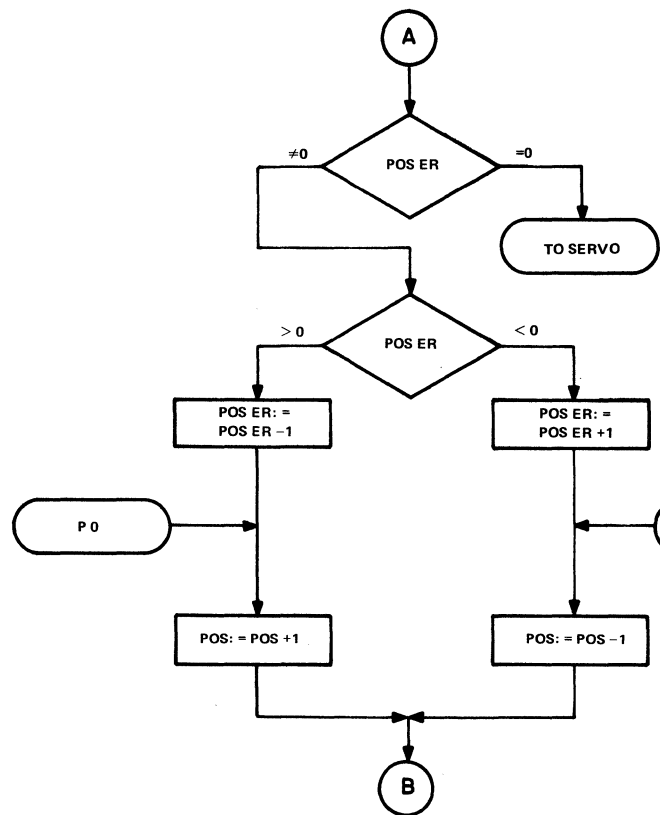 A
≠0
POS ER
=0
TO SERVO
> 0
POS ER
< 0
POS ER: =
POS ER −1
POS ER: =
POS ER +1
P 0
POS: = POS +1
POS: = POS −1
B